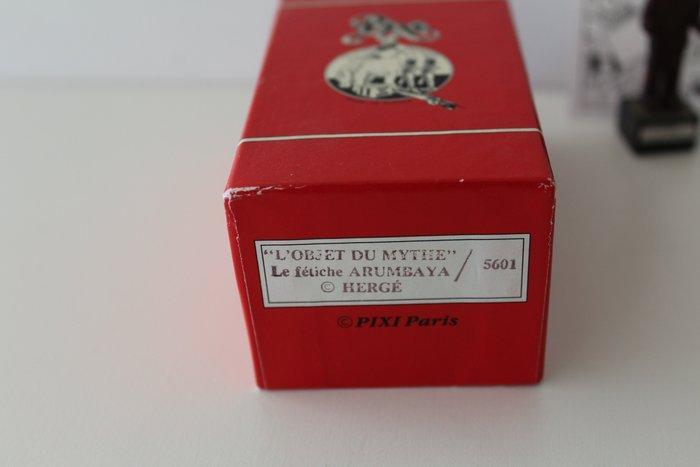 "L'OBJET DU MYTHE"
Le fétiche ARUMBAYA / 5601
© HERGÉ
© PIXI Paris